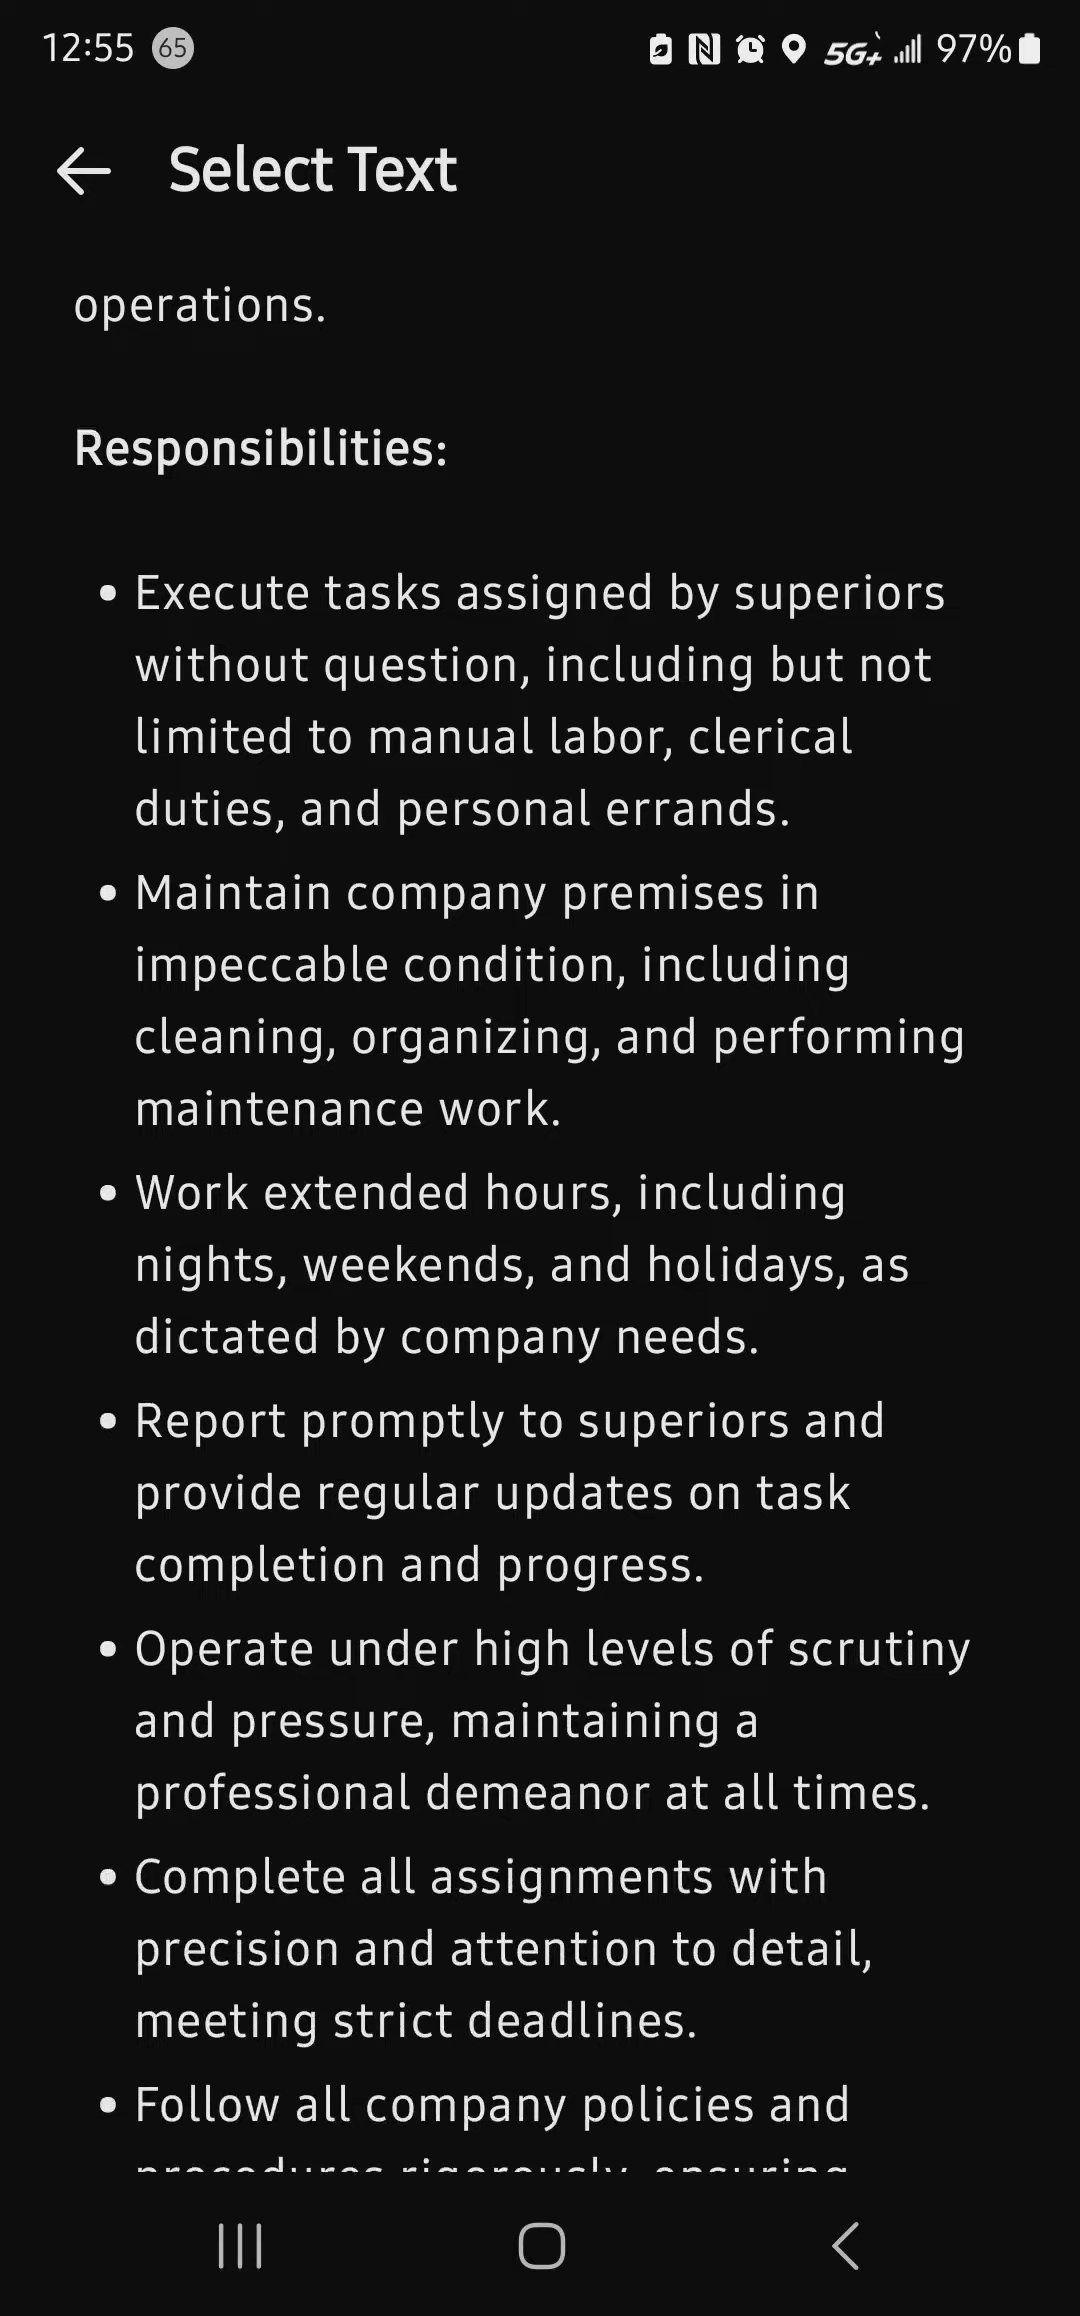 12:55 65 5G+ 97%
Select Text
operations.
Responsibilities:
• Execute tasks assigned by superiors
without question, including but not
limited to manual labor, clerical
duties, and personal errands.
• Maintain company premises in
impeccable condition, including
cleaning, organizing, and performing
maintenance work.
• Work extended hours, including
nights, weekends, and holidays, as
dictated by company needs.
• Report promptly to superiors and
provide regular updates on task
completion and progress.
• Operate under high levels of scrutiny
and pressure, maintaining a
professional demeanor at all times.
• Complete all assignments with
precision and attention to detail,
meeting strict deadlines.
• Follow all company policies and
procedures rigorously, ensuring